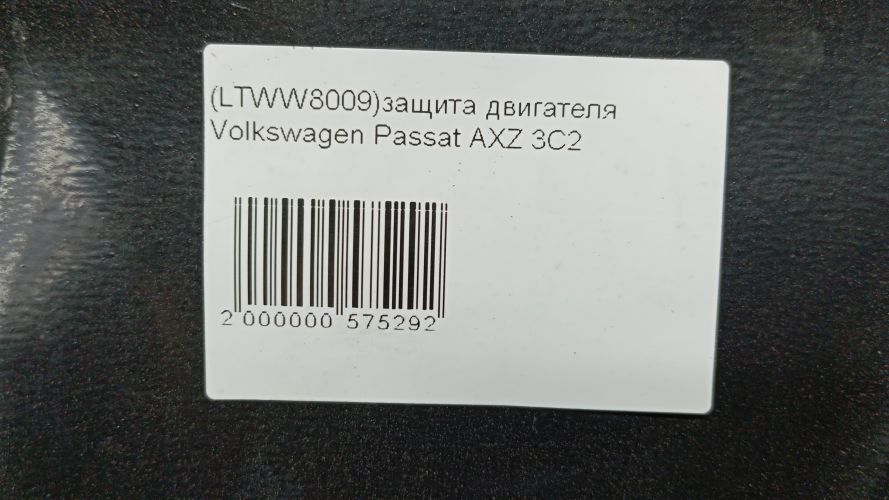 (LTWW8009)защита двигателя
Volkswagen Passat AXZ 3C2
2 000000 575292